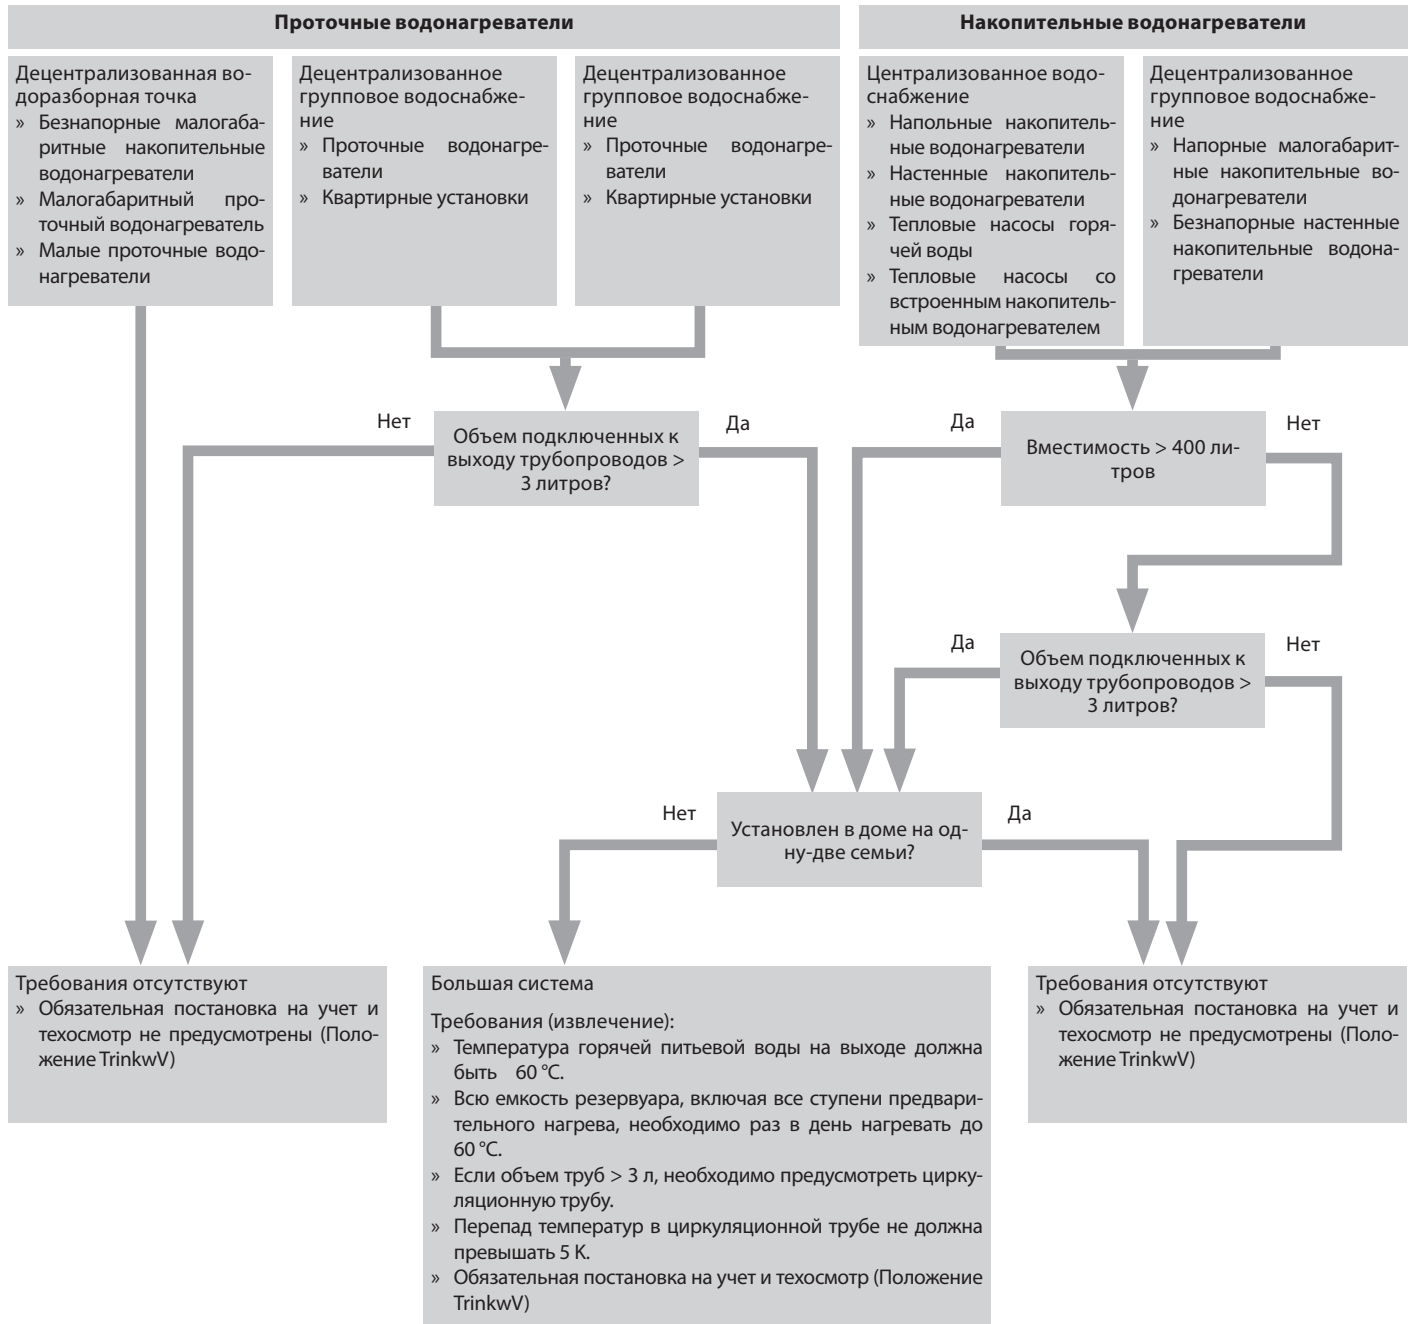 Проточные водонагреватели
Накопительные водонагреватели
Децентрализованная во-
доразборная точка
» Безнапорные малогаба-
ритные накопительные
водонагреватели
» Малогабаритный про-
точный водонагреватель
» Малые проточные водо-
нагреватели
Децентрализованное
групповое водоснабже-
ние
» Проточные водонагре-
ватели
» Квартирные установки
Децентрализованное
групповое водоснабже-
ние
» Проточные водонагре-
ватели
» Квартирные установки
Централизованное водо-
снабжение
» Напольные накопитель-
ные водонагреватели
» Настенные накопитель-
ные водонагреватели
» Тепловые насосы горя-
чей воды
» Тепловые насосы со
встроенным накопитель-
ным водонагревателем
Децентрализованное
групповое водоснабже-
ние
» Напорные малогабарит-
ные накопительные во-
донагреватели
» Безнапорные настенные
накопительные водона-
греватели
Нет
Объем подключенных к
выходу трубопроводов >
3 литров?
Да
Да
Вместимость > 400 ли-
тров
Нет
Да
Объем подключенных к
выходу трубопроводов >
3 литров?
Нет
Нет
Установлен в доме на од-
ну-две семьи?
Да
Требования отсутствуют
» Обязательная постановка на учет и
техосмотр не предусмотрены (Поло-
жение TrinkwV)
Большая система
Требования (извлечение):
» Температура горячей питьевой воды на выходе должна
быть 60 °C.
» Всю емкость резервуара, включая все ступени предвари-
тельного нагрева, необходимо раз в день нагревать до
60 °C.
» Если объем труб > 3 л, необходимо предусмотреть цирку-
ляционную трубу.
» Перепад температур в циркуляционной трубе не должна
превышать 5 K.
» Обязательная постановка на учет и техосмотр (Положение
TrinkwV)
Требования отсутствуют
» Обязательная постановка на учет и
техосмотр не предусмотрены (Поло-
жение TrinkwV)